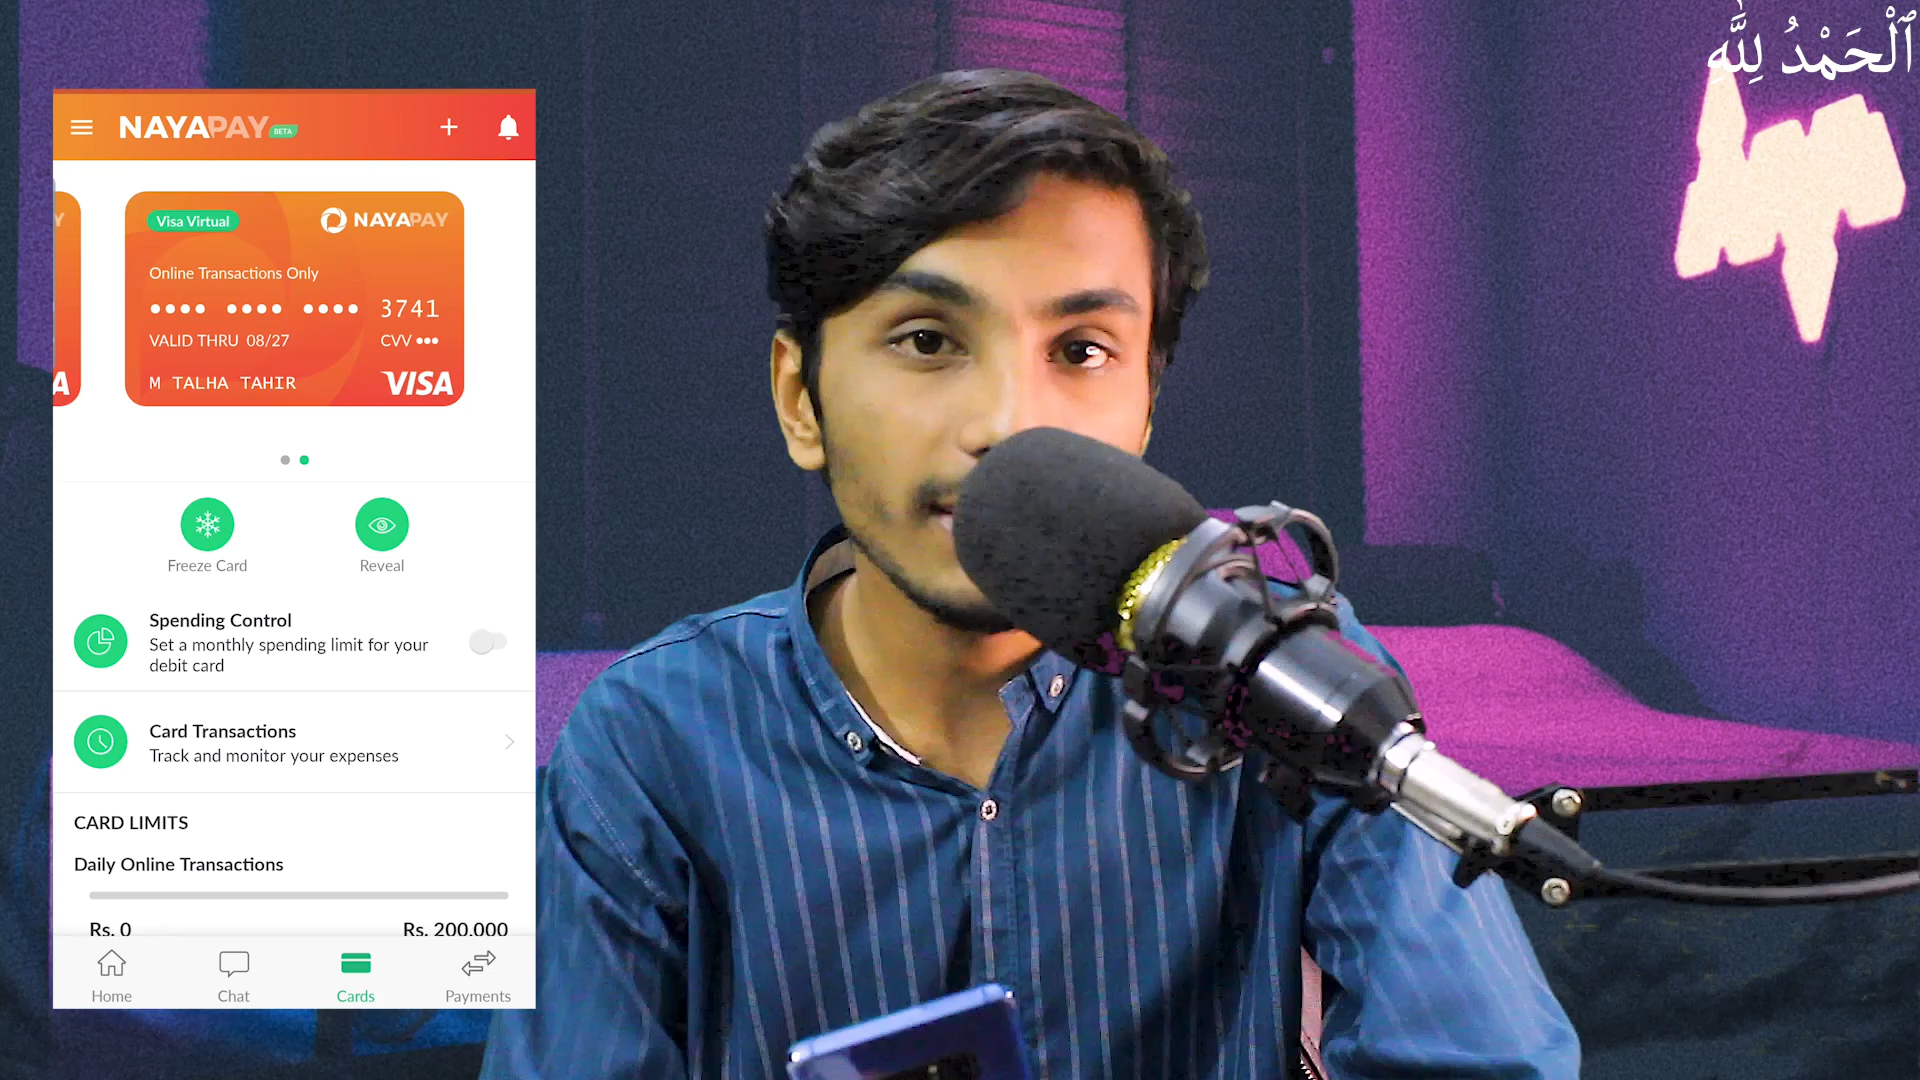 ٱلْحَمْدُ لِلَّٰهِ
NAYAPAY BETA
Y
A
Visa Virtual
NAYAPAY
Online Transactions Only
•••• •••• •••• 3741
VALID THRU 08/27
CVV •••
M TALHA TAHIR
VISA
Freeze Card
Reveal
Spending Control
Set a monthly spending limit for your
debit card
Card Transactions
Track and monitor your expenses
CARD LIMITS
Daily Online Transactions
Rs. 0
Rs. 200,000
Home
Chat
Cards
Payments